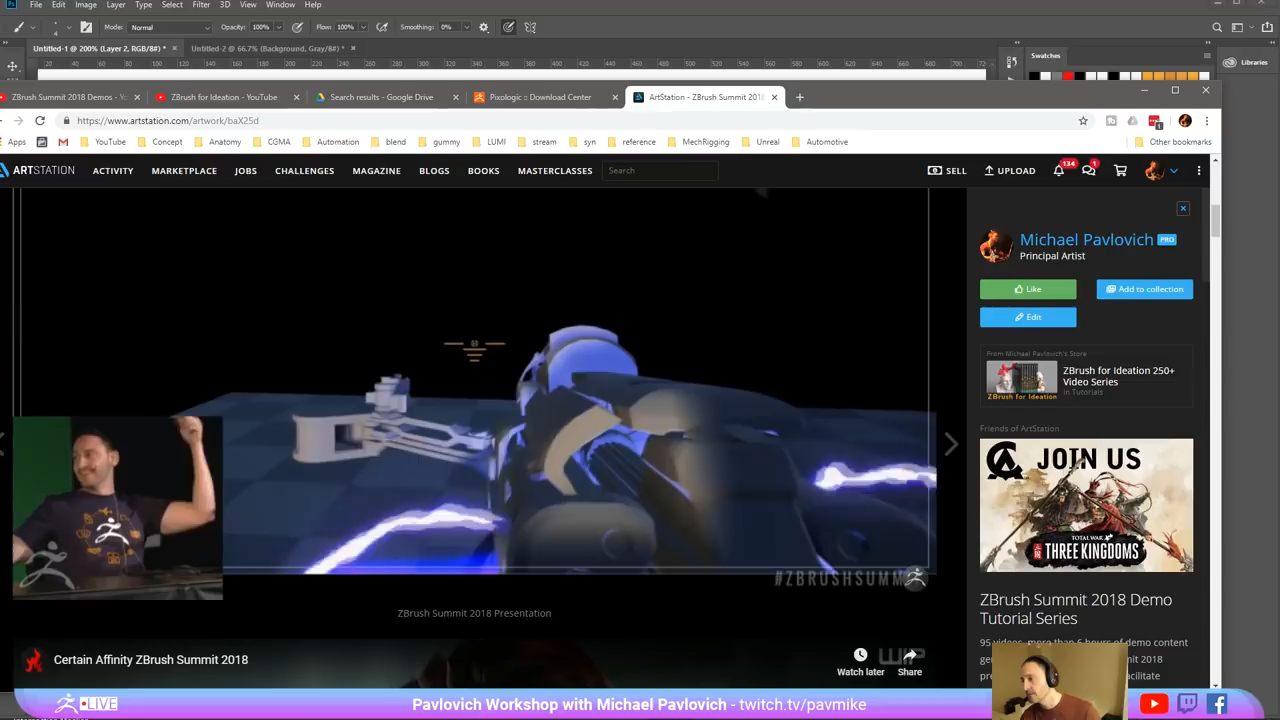 Ps File Edit Image Layer Type Select Filter 3D View Window Help
Mode: Normal Opacity: 100% Flow: 100% Smoothing: 0%
Untitled-1 @ 200% (Layer 2, RGB/8#) * Untitled-2 @ 66.7% (Background, Gray/8#) * Swatches Libraries
ZBrush Summit 2018 Demos - ZBrush for Ideation - YouTube Search results - Google Drive Pixologic :: Download Center ArtStation - ZBrush Summit 2018
https://www.artstation.com/artwork/baX25d
Apps YouTube Concept Anatomy CGMA Automation blend gummy LUMI stream syn reference MechRigging Unreal Automotive Other bookmarks
ARTSTATION ACTIVITY MARKETPLACE JOBS CHALLENGES MAGAZINE BLOGS BOOKS MASTERCLASSES Search SELL UPLOAD 134 1
Michael Pavlovich PRO
Principal Artist
Like Add to collection
Edit
From Michael Pavlovich's Store
ZBrush for Ideation 250+
Video Series
in Tutorials
ZBrush for Ideation
Friends of ArtStation
JOIN US
TOTAL WAR
THREE KINGDOMS
#ZBRUSHSUMM
ZBrush Summit 2018 Presentation
ZBrush Summit 2018 Demo
Tutorial Series
95 videos, more than 6 hours of demo content
Certain Affinity ZBrush Summit 2018
WIP
Watch later Share
LIVE Pavlovich Workshop with Michael Pavlovich - twitch.tv/pavmike